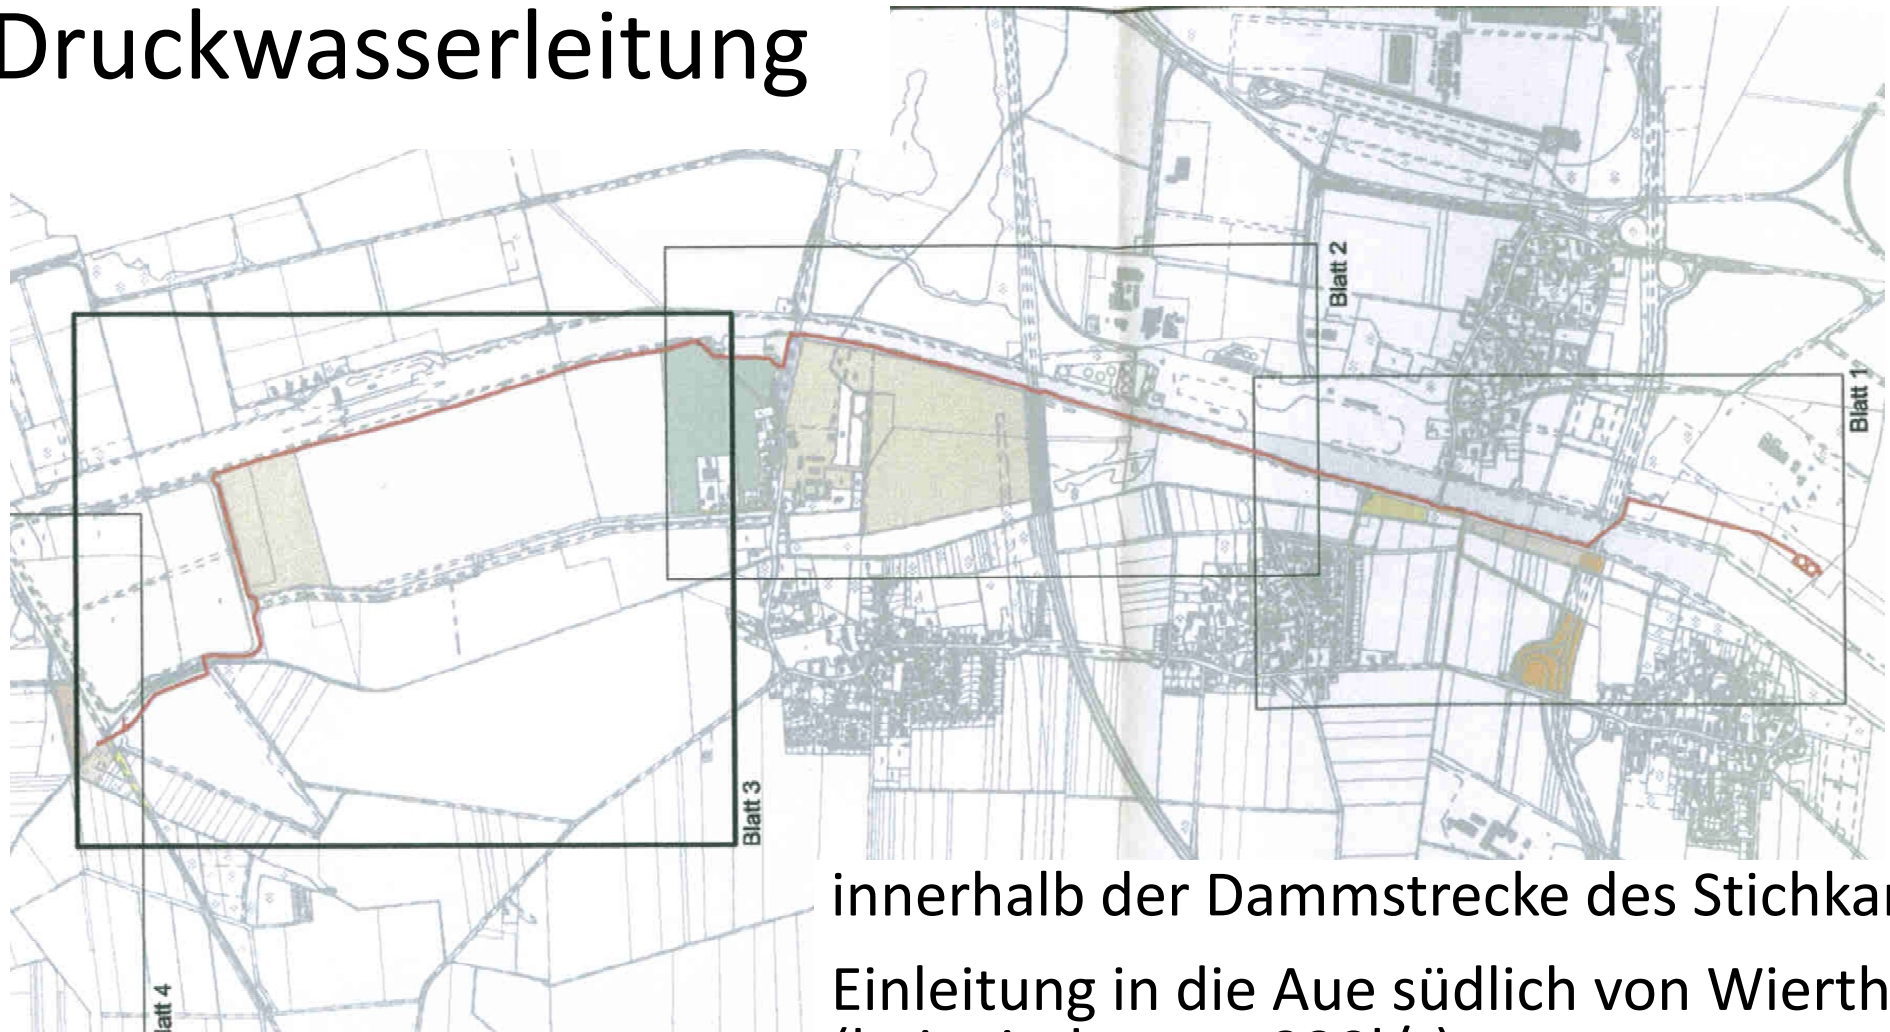 Druckwasserleitung
Blatt 2
Blatt 1
Blatt 3
innerhalb der Dammstrecke des Stichka
Einleitung in die Aue südlich von Wierth
latt 4